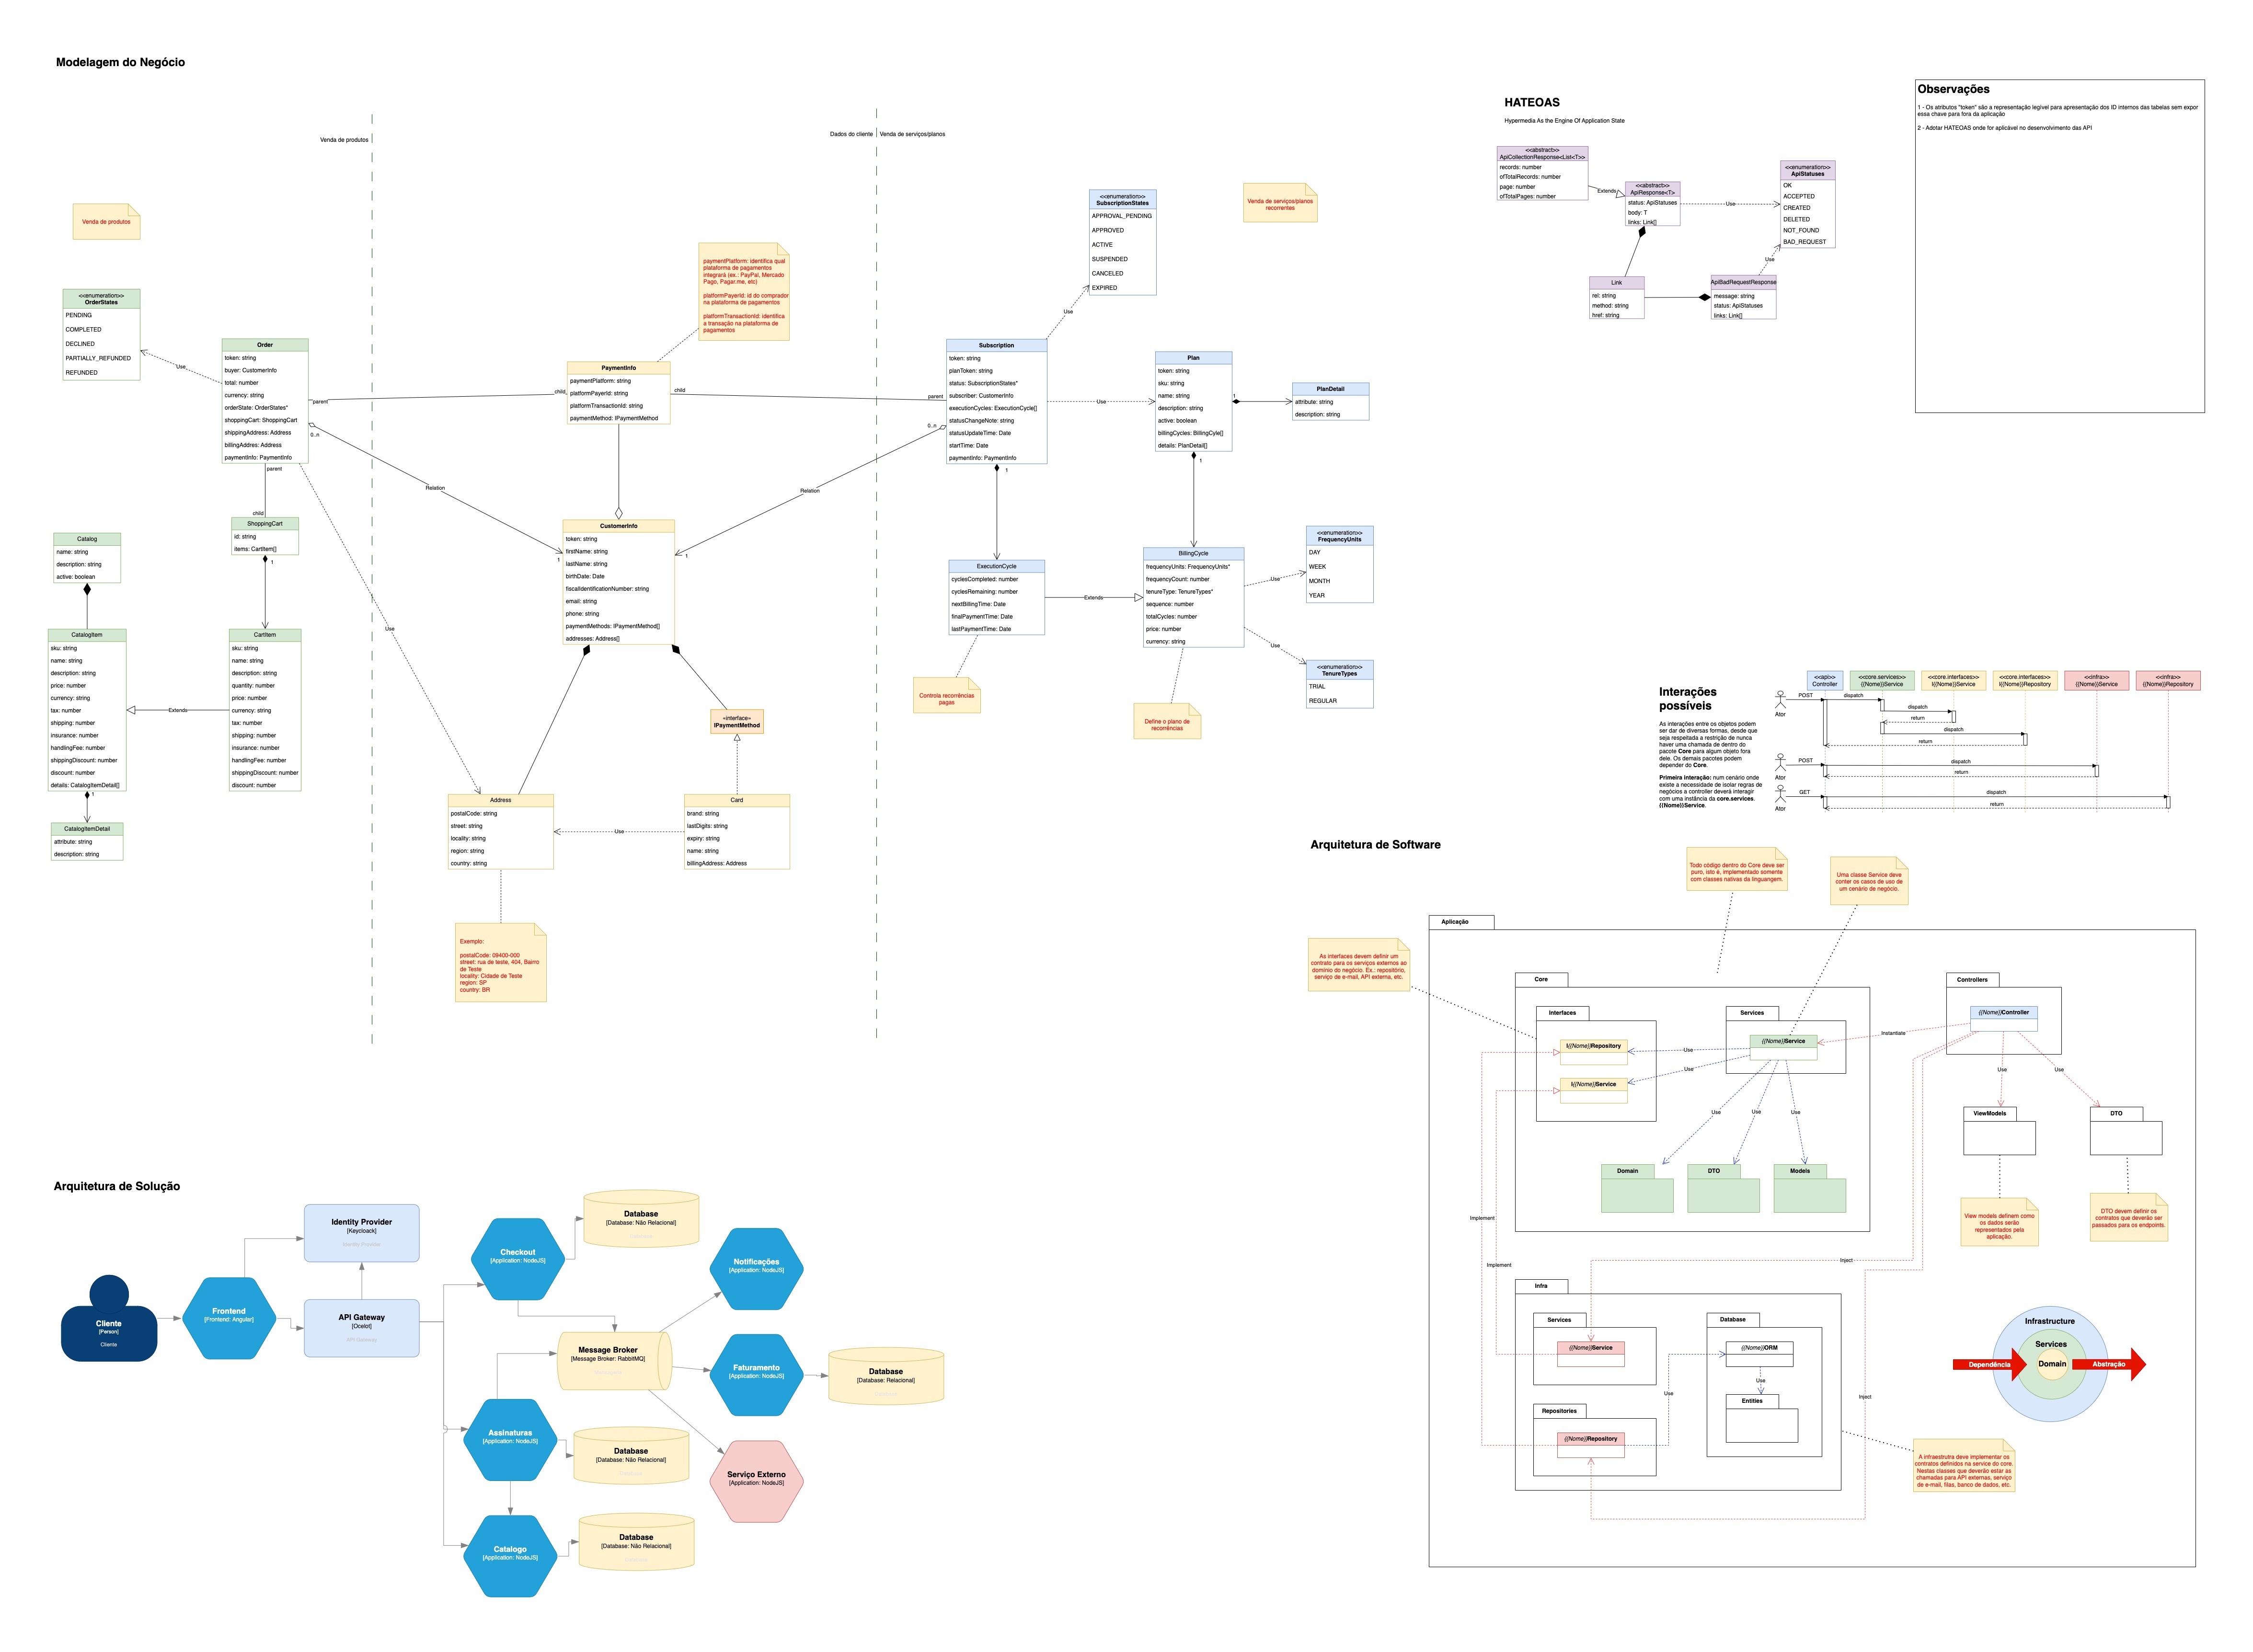 Modelagem do Negócio
Venda de produtos
Dados do cliente
Venda de serviços/planos
Venda de produtos
<<enumeration>>
OrderStates
PENDING
COMPLETED
DECLINED
PARTIALLY_REFUNDED
REFUNDED
Use
Order
token: string
buyer: CustomerInfo
total: number
currency: string
orderState: OrderStates*
shoppingCart: ShoppingCart
shippingAddress: Address
billingAddres: Address
paymentInfo: PaymentInfo
parent
0..n
parent
child
Relation
1
Use
ShoppingCart
id: string
items: CartItem[]
1
Catalog
name: string
description: string
active: boolean
CatalogItem
sku: string
name: string
description: string
price: number
currency: string
tax: number
shipping: number
insurance: number
handlingFee: number
shippingDiscount: number
discount: number
details: CatalogItemDetail[]
1
Extends
CartItem
sku: string
name: string
description: string
quantity: number
price: number
currency: string
tax: number
shipping: number
insurance: number
handlingFee: number
shippingDiscount: number
discount: number
CatalogItemDetail
attribute: string
description: string
paymentPlatform: identifica qual
plataforma de pagamentos
integrará (ex.: PayPal, Mercado
Pago, Pagar.me, etc)
platformPayerId: id do comprador
na plataforma de pagamentos
platformTransactionId: identifica
a transação na plataforma de
pagamentos
PaymentInfo
paymentPlatform: string
platformPayerId: string
platformTransactionId: string
paymentMethod: IPaymentMethod
child
child
parent
CustomerInfo
token: string
firstName: string
lastName: string
birthDate: Date
fiscalIdentificationNumber: string
email: string
phone: string
paymentMethods: IPaymentMethod[]
addresses: Address[]
Relation
0..n
1
«interface»
IPaymentMethod
Address
postalCode: string
street: string
locality: string
region: string
country: string
Use
Card
brand: string
lastDigits: string
expiry: string
name: string
billingAddress: Address
Exemplo:
postalCode: 09400-000
street: rua de teste, 404, Bairro
de Teste
locality: Cidade de Teste
region: SP
country: BR
<<enumeration>>
SubscriptionStates
APPROVAL_PENDING
APPROVED
ACTIVE
SUSPENDED
CANCELED
EXPIRED
Use
Venda de serviços/planos
recorrentes
Subscription
token: string
planToken: string
status: SubscriptionStates*
subscriber: CustomerInfo
executionCycles: ExecutionCycle[]
statusChangeNote: string
statusUpdateTime: Date
startTime: Date
paymentInfo: PaymentInfo
1
Use
Plan
token: string
sku: string
name: string
description: string
active: boolean
billingCycles: BillingCyle[]
details: PlanDetail[]
1
1
PlanDetail
attribute: string
description: string
ExecutionCycle
cyclesCompleted: number
cyclesRemaining: number
nextBillingTime: Date
finalPaymentTime: Date
lastPaymentTime: Date
Extends
BillingCycle
frequencyUnits: FrequencyUnits*
frequencyCount: number
tenureType: TenureTypes*
sequence: number
totalCycles: number
price: number
currency: string
Use
Use
<<enumeration>>
FrequencyUnits
DAY
WEEK
MONTH
YEAR
<<enumeration>>
TenureTypes
TRIAL
REGULAR
Controla recorrências
pagas
Define o plano de
recorrências
HATEOAS
Hypermedia As the Engine Of Application State
<<abstract>>
ApiCollectionResponse<List<T>>
records: number
ofTotalRecords: number
page: number
ofTotalPages: number
Extends
<<abstract>>
ApiResponse<T>
status: ApiStatuses
body: T
links: Link[]
Use
<<enumeration>>
ApiStatuses
OK
ACCEPTED
CREATED
DELETED
NOT_FOUND
BAD_REQUEST
Use
Link
rel: string
method: string
href: string
ApiBadRequestResponse
message: string
status: ApiStatuses
links: Link[]
Observações
1 - Os atributos "token" são a representação legível para apresentação dos ID internos das tabelas sem expor
essa chave para fora da aplicação
2 - Adotar HATEOAS onde for aplicável no desenvolvimento das API
Interações
possíveis
As interações entre os objetos podem
ser dar de diversas formas, desde que
seja respeitada a restrição de nunca
haver uma chamada de dentro do
pacote Core para algum objeto fora
dele. Os demais pacotes podem
depender do Core.
Primeira interação: num cenário onde
existe a necessidade de isolar regras de
negócios a controller deverá interagir
com uma instância da core.services.
{{Nome}}Service.
<<api>>
Controller
<<core.services>>
{{Nome}}Service
<<core.interfaces>>
I{{Nome}}Service
<<core.interfaces>>
I{{Nome}}Repository
<<infra>>
{{Nome}}Service
<<infra>>
{{Nome}}Repository
Ator
POST
dispatch
dispatch
return
dispatch
return
Ator
POST
dispatch
return
Ator
GET
dispatch
return
Arquitetura de Software
Todo código dentro do Core deve ser
puro, isto é, implementado somente
com classes nativas da linguangem.
Uma classe Service deve
conter os casos de uso de
um cenário de negócio.
As interfaces devem definir um
contrato para os serviços externos ao
domínio do negócio. Ex.: repositório,
serviço de e-mail, API externa, etc.
Aplicação
Core
Interfaces
I{{Nome}}Repository
I{{Nome}}Service
Services
{{Nome}}Service
Use
Use
Use
Use
Use
Domain
DTO
Models
Controllers
{{Nome}}Controller
Instantiate
Use
Use
ViewModels
DTO
View models definem como
os dados serão
representados pela
aplicação.
DTO devem definir os
contratos que deverão ser
passados para os endpoints.
Implement
Implement
Inject
Inject
Infra
Services
{{Nome}}Service
Repositories
{{Nome}}Repository
Use
Database
{{Nome}}ORM
Use
Entities
Infrastructure
Services
Domain
Dependência
Abstração
A infraestrutra deve implementar os
contratos definidos na service do core.
Nestas classes que deverão estar as
chamadas para API externas, serviço
de e-mail, filas, banco de dados, etc.
Arquitetura de Solução
Cliente
[Person]
Cliente
Frontend
[Frontend: Angular]
Identity Provider
[Keycloack]
Identity Provider
API Gateway
[Ocelot]
API Gateway
Checkout
[Application: NodeJS]
Database
[Database: Não Relacional]
Notificações
[Application: NodeJS]
Message Broker
[Message Broker: RabbitMQ]
Faturamento
[Application: NodeJS]
Database
[Database: Relacional]
Assinaturas
[Application: NodeJS]
Database
[Database: Não Relacional]
Serviço Externo
[Application: NodeJS]
Catalogo
[Application: NodeJS]
Database
[Database: Não Relacional]